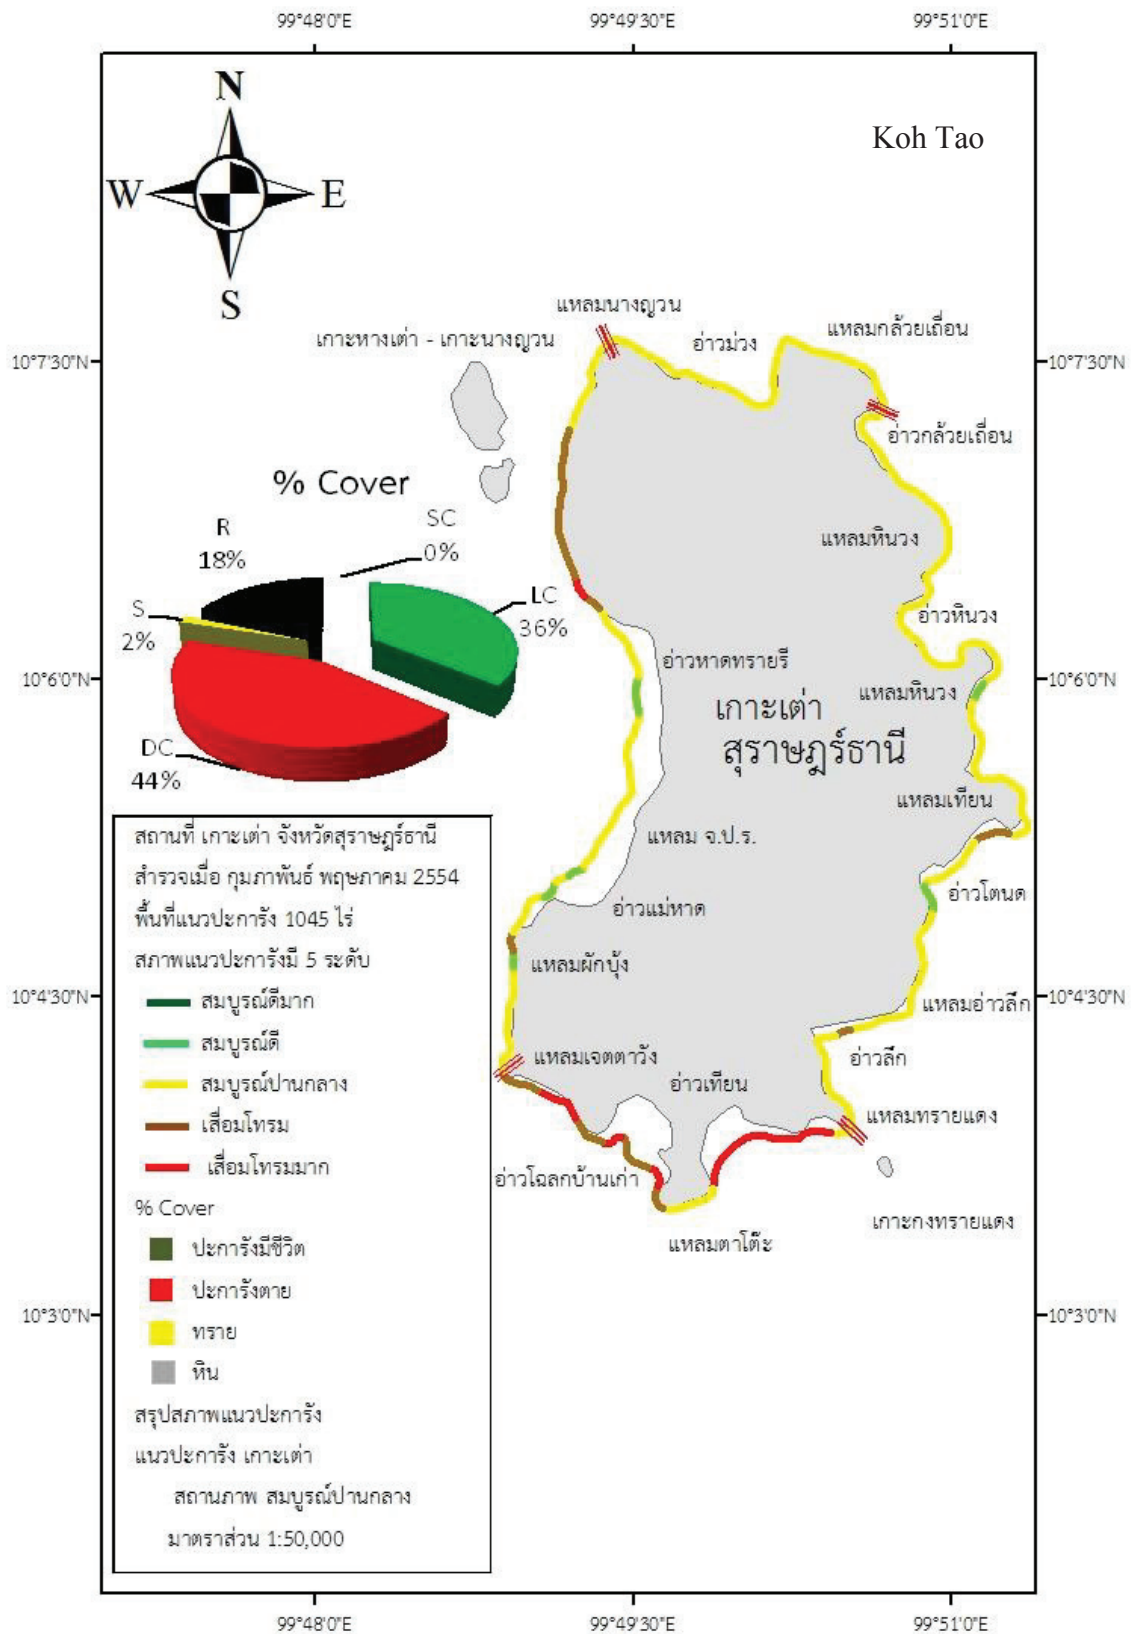 99°48'0"E
99°49'30"E
99°51'0"E
N
W
E
S
Koh Tao
แหลมนางญวน
แหลมกล้วยเถื่อน
เกาะหางเต่า - เกาะนางญวน
อ่าวม่วง
10°7'30"N
10°7'30"N
อ่าวกล้วยเถื่อน
% Cover
R
18%
SC
0%
แหลมหินวง
S
2%
LC
36%
อ่าวหินวง
อ่าวหาดทรายรี
10°6'0"N
10°6'0"N
แหลมหินวง
เกาะเต่า
สุราษฎร์ธานี
DC
44%
แหลมเทียน
แหลม จ.ป.ร.
อ่าวโตนด
อ่าวแม่หาด
แหลมผักบุ้ง
10°4'30"N
10°4'30"N
แหลมอ่าวลึก
แหลมเจตตาวัง
อ่าวลึก
อ่าวเทียน
แหลมทรายแดง
อ่าวโฉลกบ้านเก่า
เกาะกงทรายแดง
แหลมตาโต๊ะ
10°3'0"N
10°3'0"N
สถานที่ เกาะเต่า จังหวัดสุราษฎร์ธานี
สำรวจเมื่อ กุมภาพันธ์ พฤษภาคม 2554
พื้นที่แนวปะการัง 1045 ไร่
สภาพแนวปะการังมี 5 ระดับ
สมบูรณ์ดีมาก
สมบูรณ์ดี
สมบูรณ์ปานกลาง
เสื่อมโทรม
เสื่อมโทรมมาก
% Cover
ปะการังมีชีวิต
ปะการังตาย
ทราย
หิน
สรุปสภาพแนวปะการัง
แนวปะการัง เกาะเต่า
สถานภาพ สมบูรณ์ปานกลาง
มาตราส่วน 1:50,000
99°48'0"E
99°49'30"E
99°51'0"E